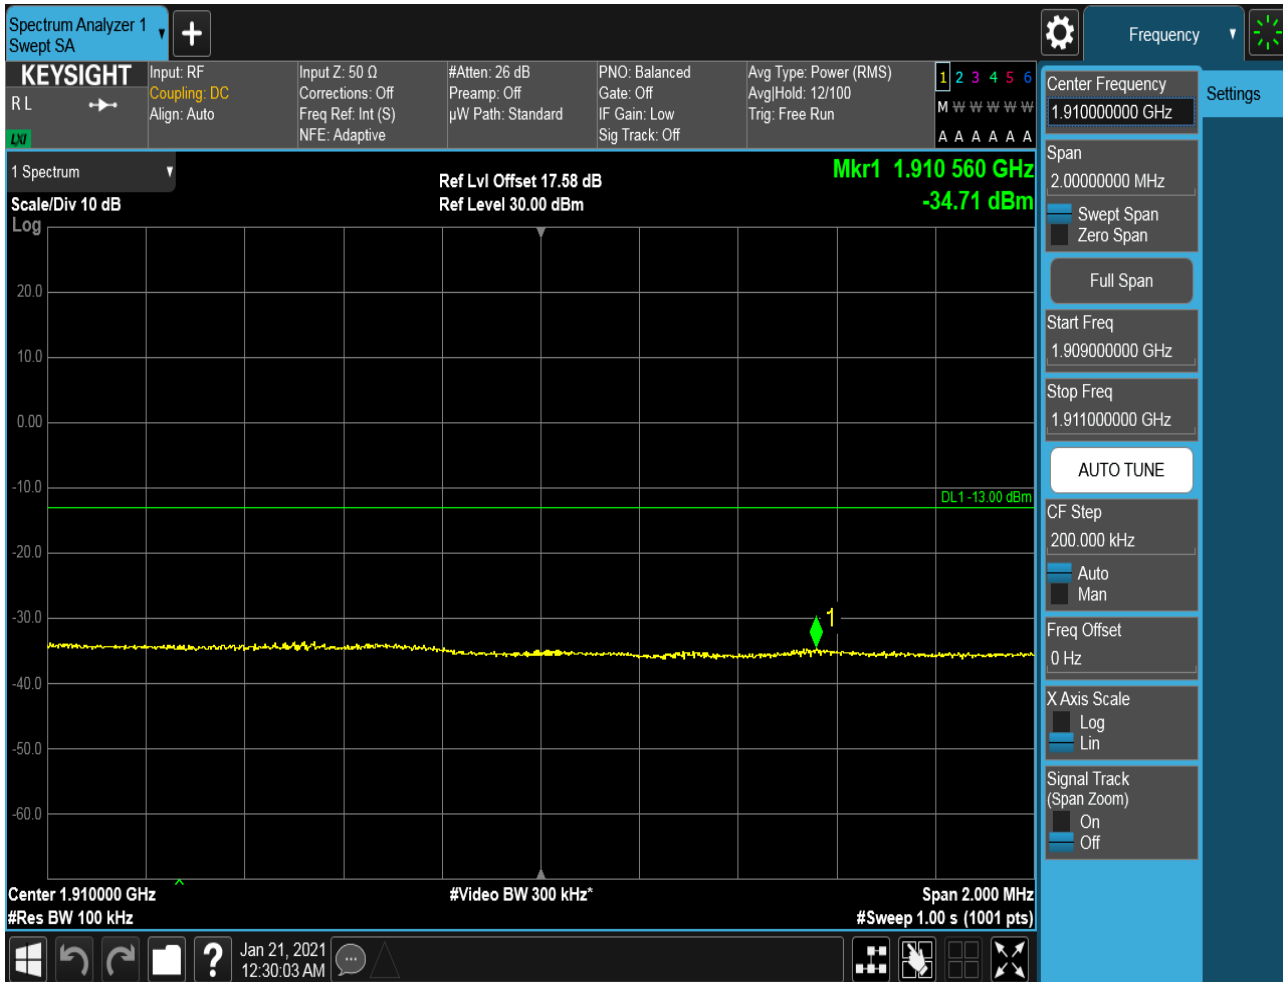 Spectrum Analyzer 1
Swept SA
+
Frequency
KEYSIGHT
R L
LXI
Input: RF
Coupling: DC
Align: Auto
Input Z: 50 Ω
Corrections: Off
Freq Ref: Int (S)
NFE: Adaptive
#Atten: 26 dB
Preamp: Off
µW Path: Standard
PNO: Balanced
Gate: Off
IF Gain: Low
Sig Track: Off
Avg Type: Power (RMS)
Avg|Hold: 12/100
Trig: Free Run
1 2 3 4 5 6
M W W W W W
A A A A A A
1 Spectrum
Scale/Div 10 dB
Log
Ref Lvl Offset 17.58 dB
Ref Level 30.00 dBm
Mkr1 1.910 560 GHz
-34.71 dBm
20.0
10.0
0.00
-10.0
DL1 -13.00 dBm
-20.0
-30.0
1
-40.0
-50.0
-60.0
Center 1.910000 GHz
#Video BW 300 kHz*
Span 2.000 MHz
#Res BW 100 kHz
#Sweep 1.00 s (1001 pts)
Center Frequency
1.910000000 GHz
Settings
Span
2.00000000 MHz
Swept Span
Zero Span
Full Span
Start Freq
1.909000000 GHz
Stop Freq
1.911000000 GHz
AUTO TUNE
CF Step
200.000 kHz
Auto
Man
Freq Offset
0 Hz
X Axis Scale
Log
Lin
Signal Track
(Span Zoom)
On
Off
?
Jan 21, 2021
12:30:03 AM